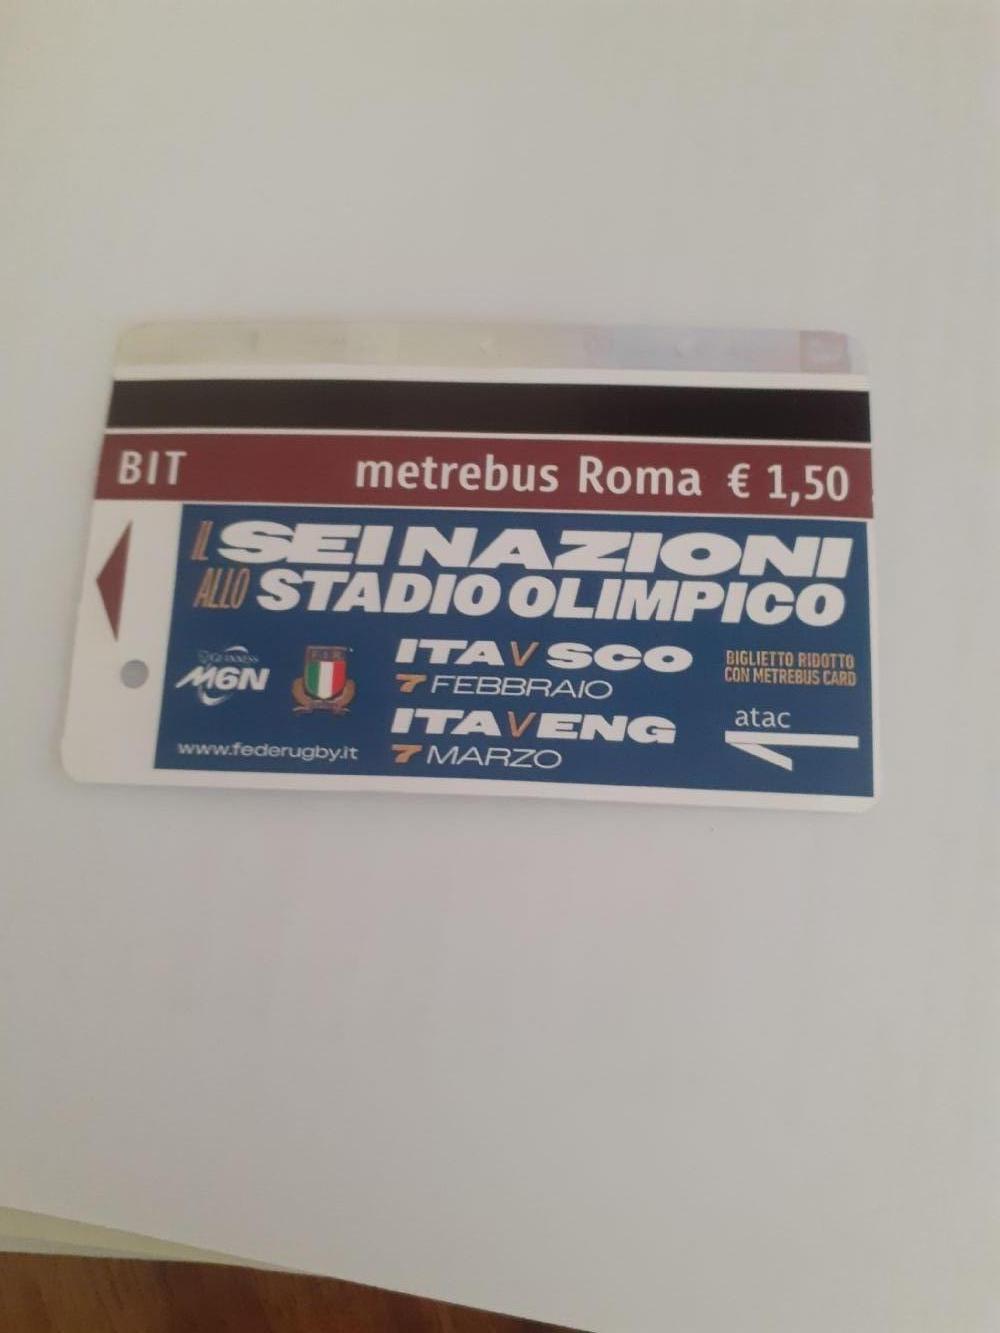 BIT metrebus Roma € 1,50
IL SEI NAZIONI
ALLO STADIO OLIMPICO
GUINNESS
M6N
F.I.R.
www.federugby.it
ITA V SCO
7 FEBBRAIO
ITA V ENG
7 MARZO
BIGLIETTO RIDOTTO
CON METREBUS CARD
atac